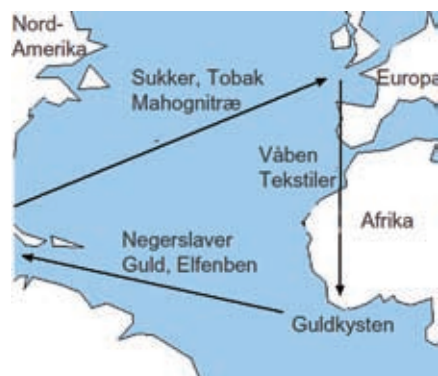 Nord-
Amerika
Sukker, Tobak
Mahognitræ
Europa
Våben
Tekstiler
Afrika
Negerslaver
Guld, Elfenben
Guldkysten